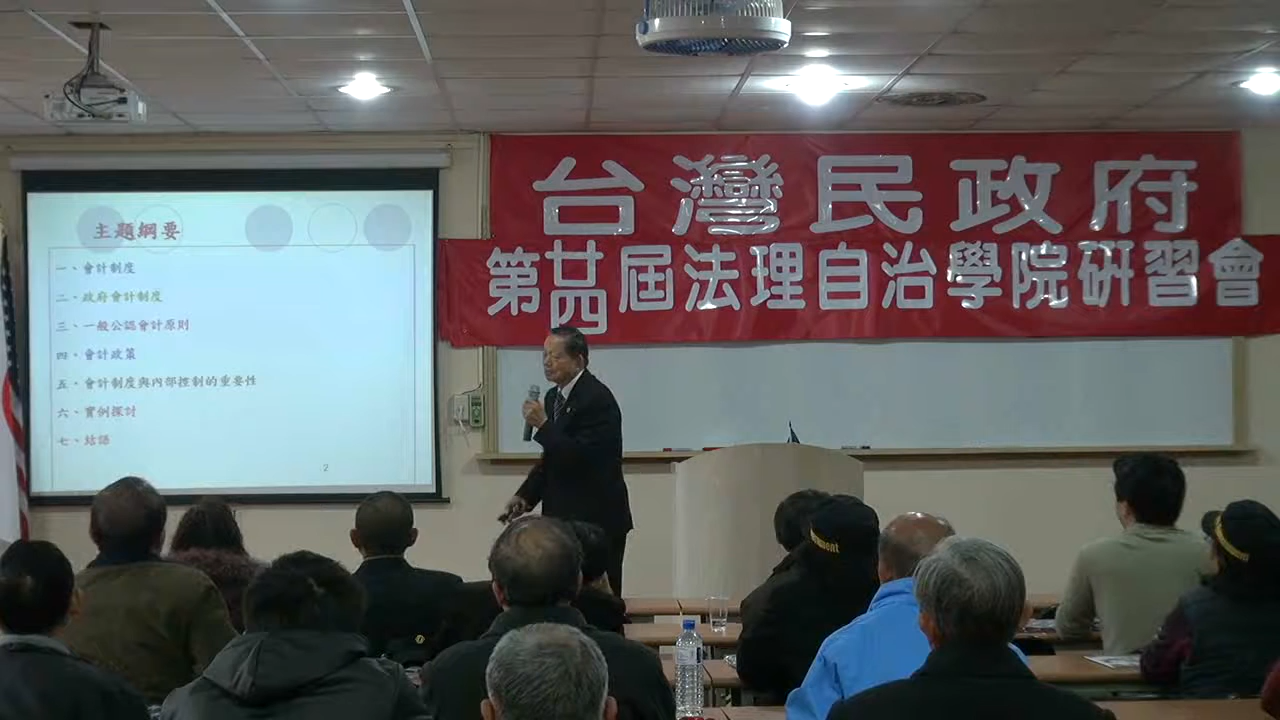 台灣民政府
第廿四屆法理自治學院研習會
主題綱要
一、會計制度
二、政府會計制度
三、一般公認會計原則
四、會計政策
五、會計制度與內部控制的重要性
六、實例探討
七、結語
2